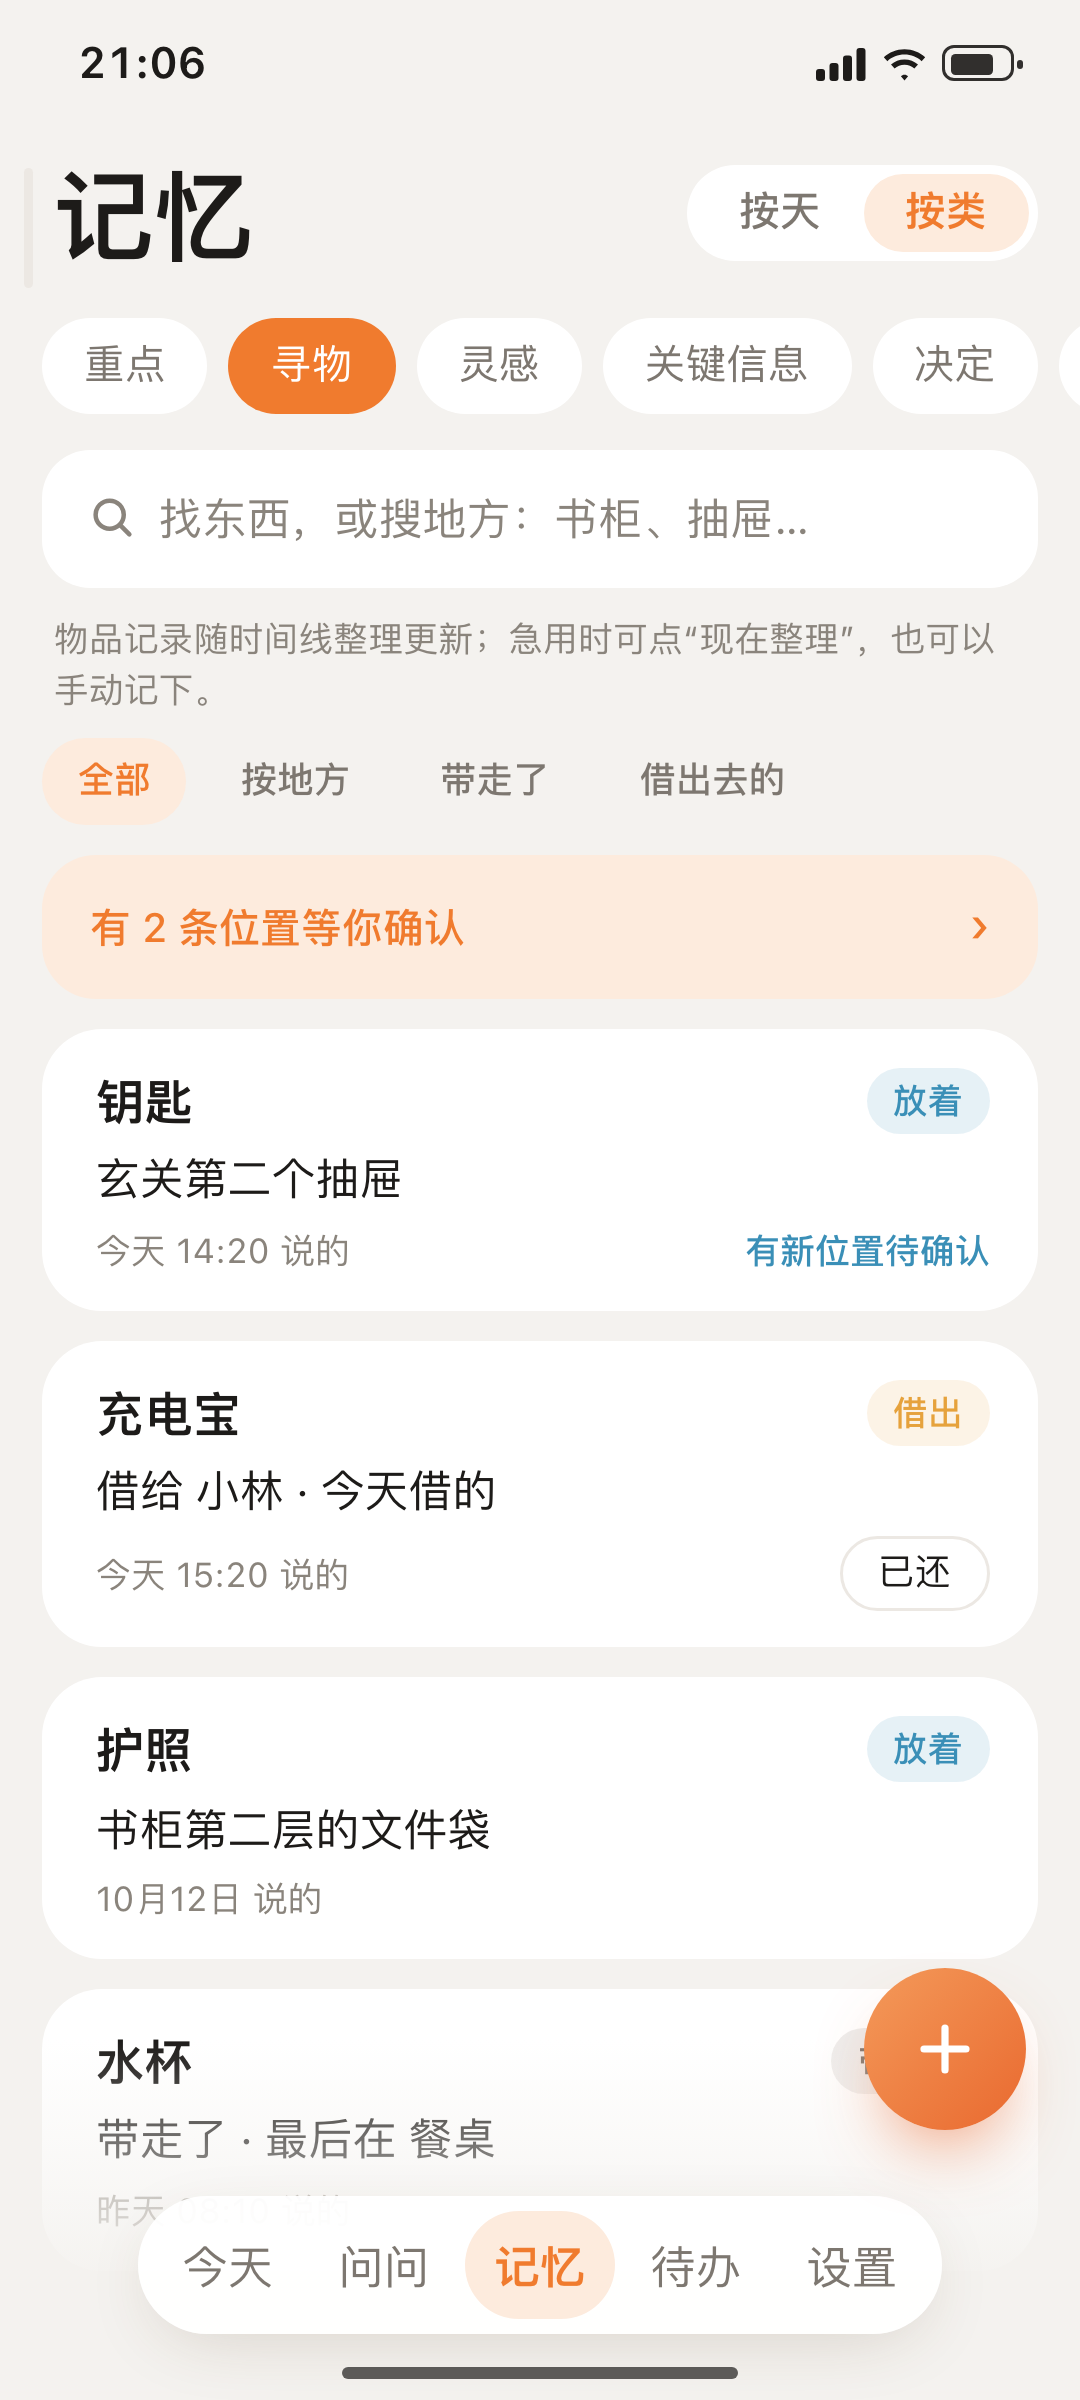 21:06
记忆
按天 按类
重点 寻物 灵感 关键信息 决定
找东西，或搜地方：书柜、抽屉...
物品记录随时间线整理更新；急用时可点“现在整理”，也可以
手动记下。
全部 按地方 带走了 借出去的
有 2 条位置等你确认
钥匙 放着
玄关第二个抽屉
今天 14:20 说的 有新位置待确认
充电宝 借出
借给 小林 · 今天借的
今天 15:20 说的 已还
护照 放着
书柜第二层的文件袋
10月12日 说的
水杯
带走了 · 最后在 餐桌
昨天
今天 问问 记忆 待办 设置